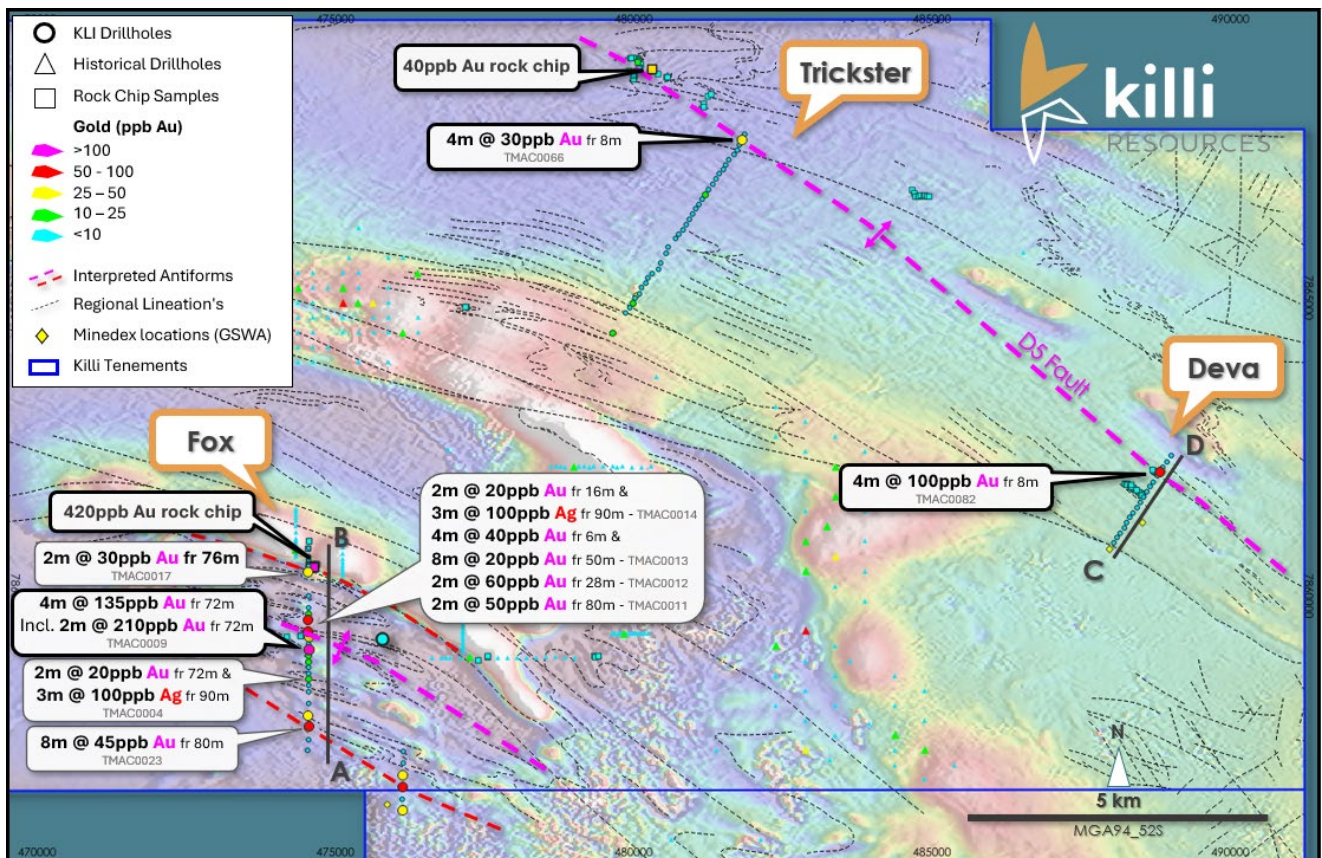 KLI Drillholes
Historical Drillholes
Rock Chip Samples
Gold (ppb Au)
>100
50 - 100
25 – 50
10 – 25
<10
Interpreted Antiforms
Regional Lineation's
Minedex locations (GSWA)
Killi Tenements
475000
480000
485000
490000
40ppb Au rock chip
Trickster
killi
RESOURCES
4m @ 30ppb Au fr 8m
TMAC0066
7865000
D5 Fault
Deva
D
4m @ 100ppb Au fr 8m
TMAC0082
C
7860000
Fox
420ppb Au rock chip
B
2m @ 30ppb Au fr 76m
TMAC0017
4m @ 135ppb Au fr 72m
Incl. 2m @ 210ppb Au fr 72m
TMAC0009
2m @ 20ppb Au fr 72m &
3m @ 100ppb Ag fr 90m
TMAC0004
8m @ 45ppb Au fr 80m
TMAC0023
A
2m @ 20ppb Au fr 16m &
3m @ 100ppb Ag fr 90m - TMAC0014
4m @ 40ppb Au fr 6m &
8m @ 20ppb Au fr 50m - TMAC0013
2m @ 60ppb Au fr 28m - TMAC0012
2m @ 50ppb Au fr 80m - TMAC0011
N
5 km
MGA94_52S
470000
475000
480000
485000
490000